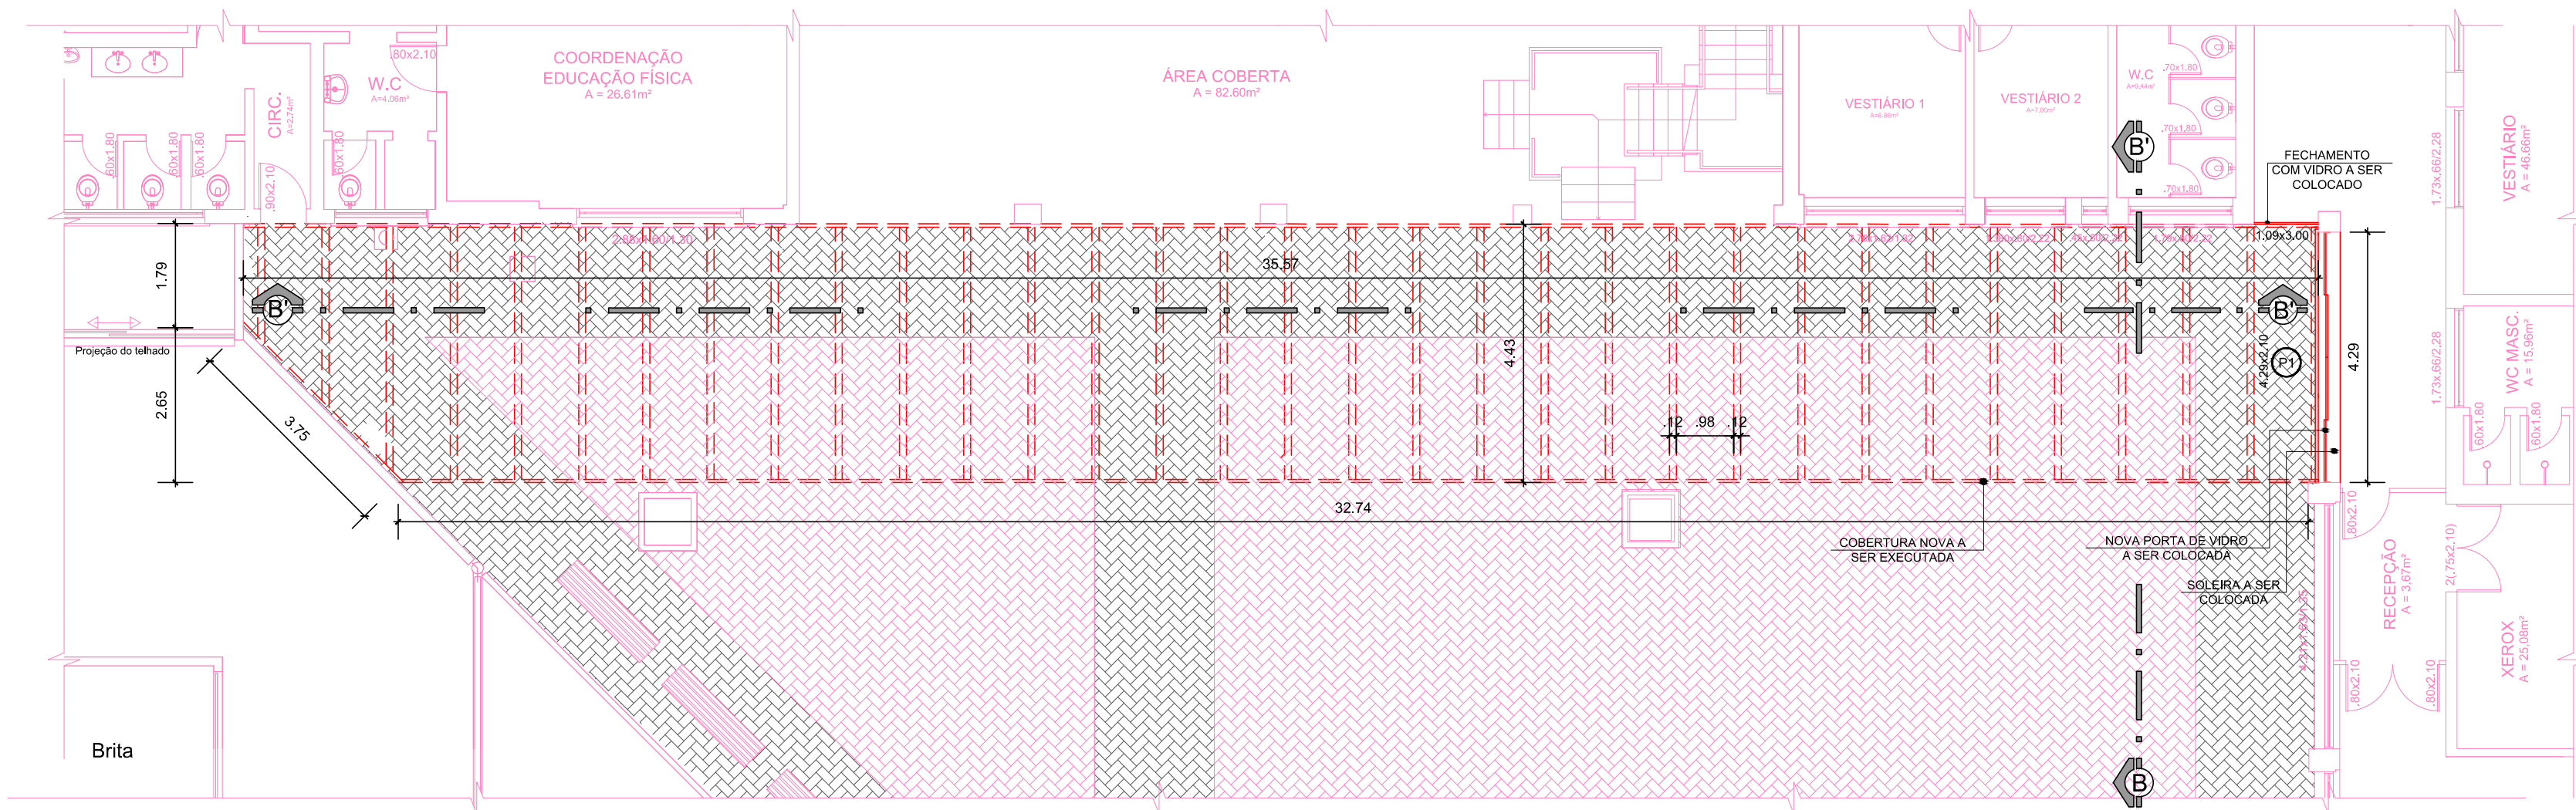 COORDENAÇÃO
EDUCAÇÃO FÍSICA
A = 26.61m²
ÁREA COBERTA
A = 82.60m²
.80x2.10
W.C
A=4,06m²
CIRC.
A=2,74m²
.60x1.80
.60x1.80
.60x1.80
.60x1.80
.90x2.10
VESTIÁRIO 1
VESTIÁRIO 2
A=7,00m²
W.C
A=9,44m²
.70x1.80
.70x1.80
.70x1.80
B'
FECHAMENTO
COM VIDRO A SER
COLOCADO
1.73x.66/2.28
VESTIÁRIO
A = 46.66m²
1.09x3.00
1.79
35.57
B'
B'
Projeção do telhado
2.65
3.75
4.43
4.29x2.10
P1
4.29
1.73x.66/2.28
WC MASC.
A = 15.96m²
.60x1.80
.60x1.80
.12
.98
.12
32.74
COBERTURA NOVA A
SER EXECUTADA
NOVA PORTA DE VIDRO
A SER COLOCADA
SOLEIRA A SER
COLOCADA
.80x2.10
RECEPÇÃO
A = 3,67m²
2(.75x2.10)
.80x2.10
.80x2.10
XEROX
A = 25,08m²
Brita
B